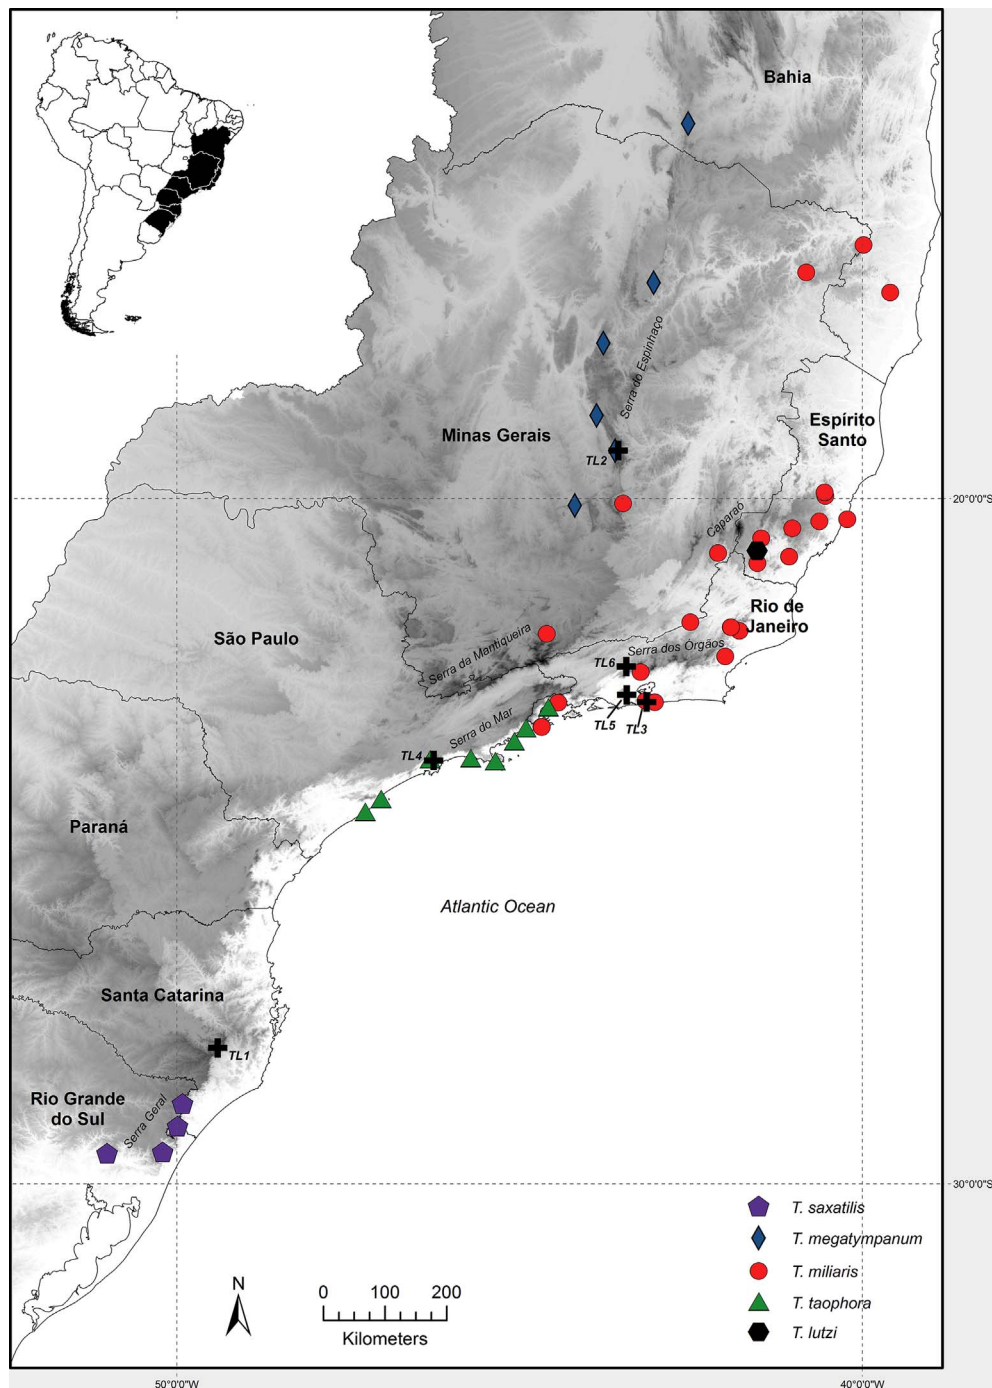 Bahia
Serra do Espinhaço
Minas Gerais
Espírito
Santo
TL2
20°0'0"S
Caparaó
Rio de
Janeiro
São Paulo
Serra da Mantiqueira
Serra dos Órgãos
TL6
TL5
TL3
Serra do Mar
TL4
Paraná
Atlantic Ocean
Santa Catarina
TL1
Rio Grande
do Sul
Serra Geral
30°0'0"S
T. saxatilis
T. megatympanum
T. miliaris
T. taophora
T. lutzi
N
0 100 200
Kilometers
50°0'0"W
40°0'0"W